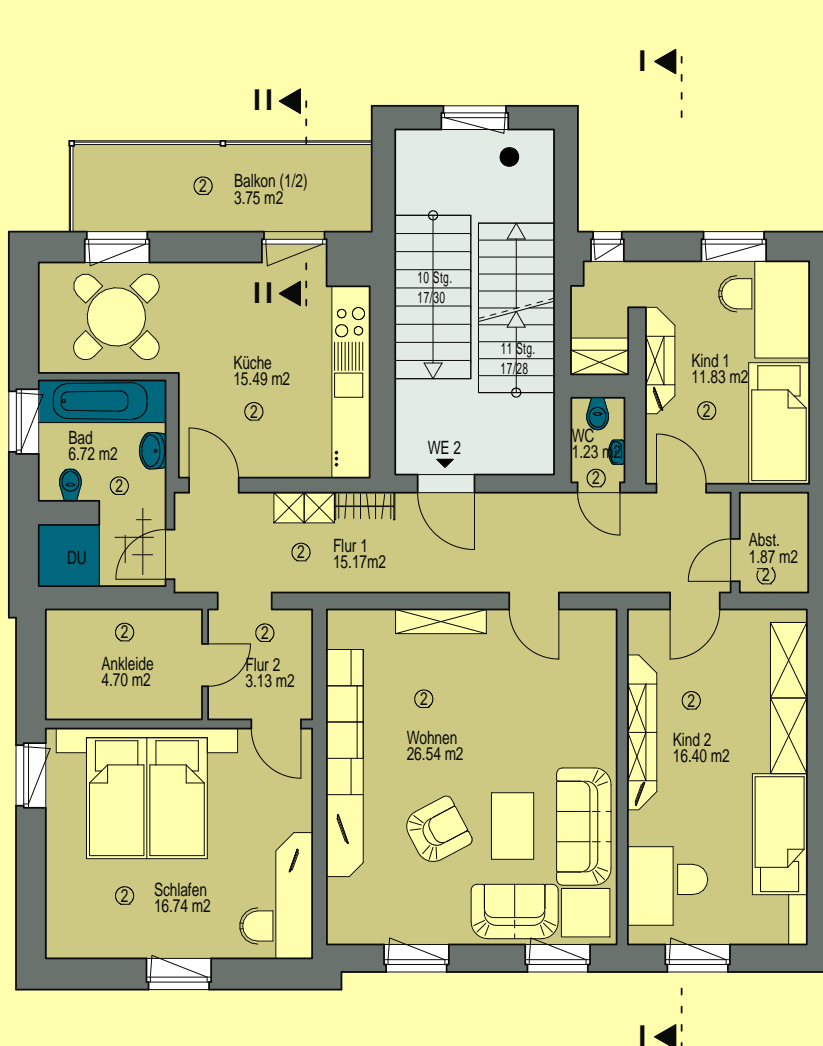 I
II
2
Balkon (1/2)
3.75 m2
II
10 Stg.
17/30
11 Stg.
17/28
Küche
15.49 m2
2
Kind 1
11.83 m2
2
Bad
6.72 m2
2
WE 2
WC
1.23 m2
2
DU
2
Flur 1
15.17m2
Abst.
1.87 m2
2
2
Ankleide
4.70 m2
2
Flur 2
3.13 m2
2
Wohnen
26.54 m2
2
Kind 2
16.40 m2
2
Schlafen
16.74 m2
I